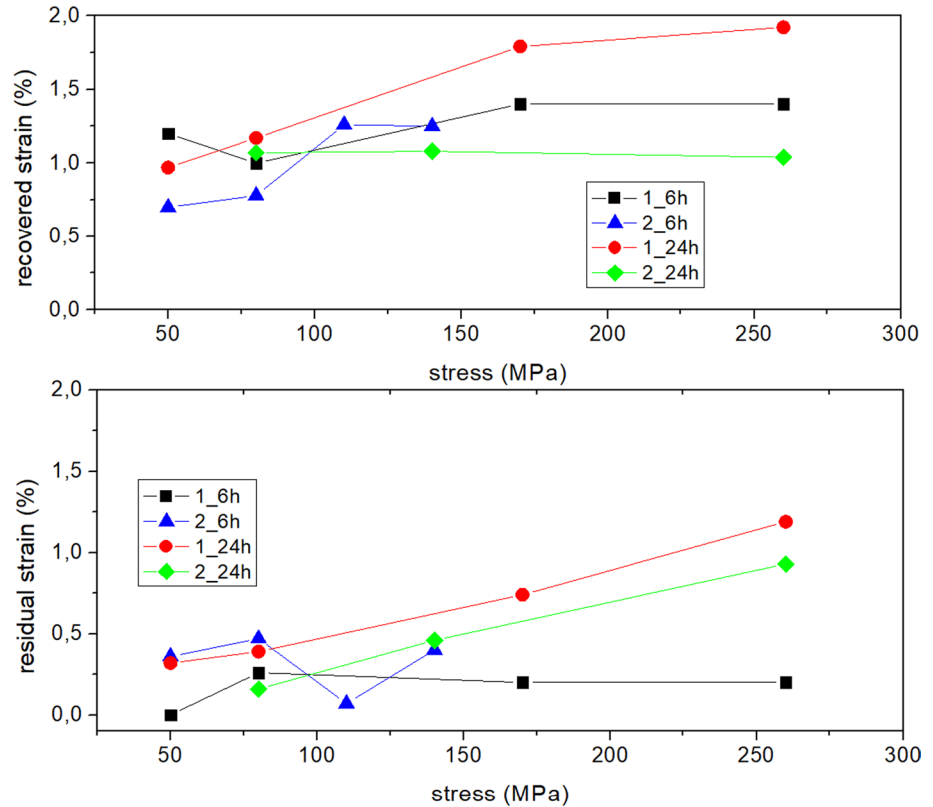 recovered strain (%)
2,0
1,5
1,0
0,5
0,0
1_6h
2_6h
1_24h
2_24h
50
100
150
200
250
300
stress (MPa)
residual strain (%)
2,0
1,5
1,0
0,5
0,0
1_6h
2_6h
1_24h
2_24h
50
100
150
200
250
300
stress (MPa)